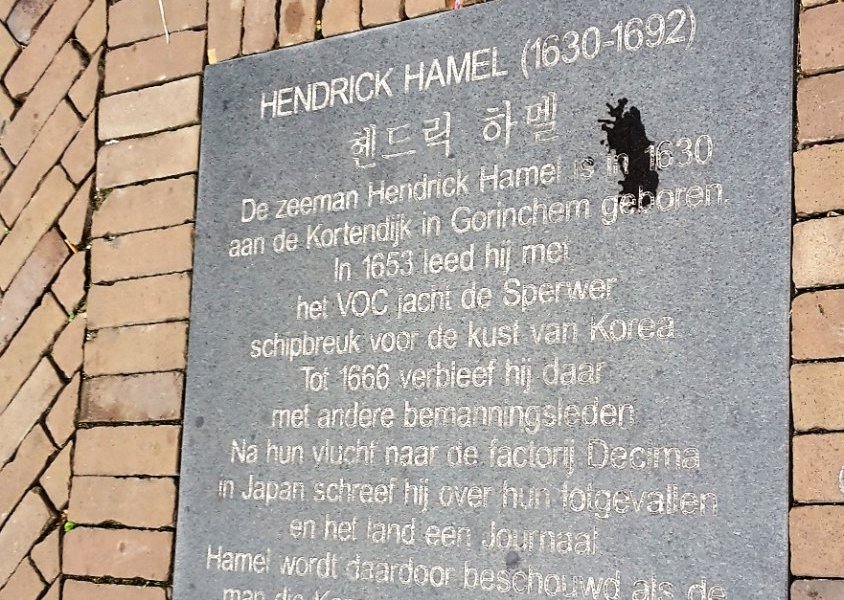 HENDRICK HAMEL (1630-1692)
헨드릭 하멜
De zeeman Hendrick Hamel is in 1630
aan de Kortendijk in Gorinchem geboren.
In 1653 leed hij met
het VOC jacht de Sperwer
schipbreuk voor de kust van Korea
Tot 1666 verbleef hij daar
met andere bemanningsleden
Na hun vlucht naar de factorij Decima
in Japan schreef hij over hun lotgevallen
en het land een Journaal
Hamel wordt daardoor beschouwd als de
man die